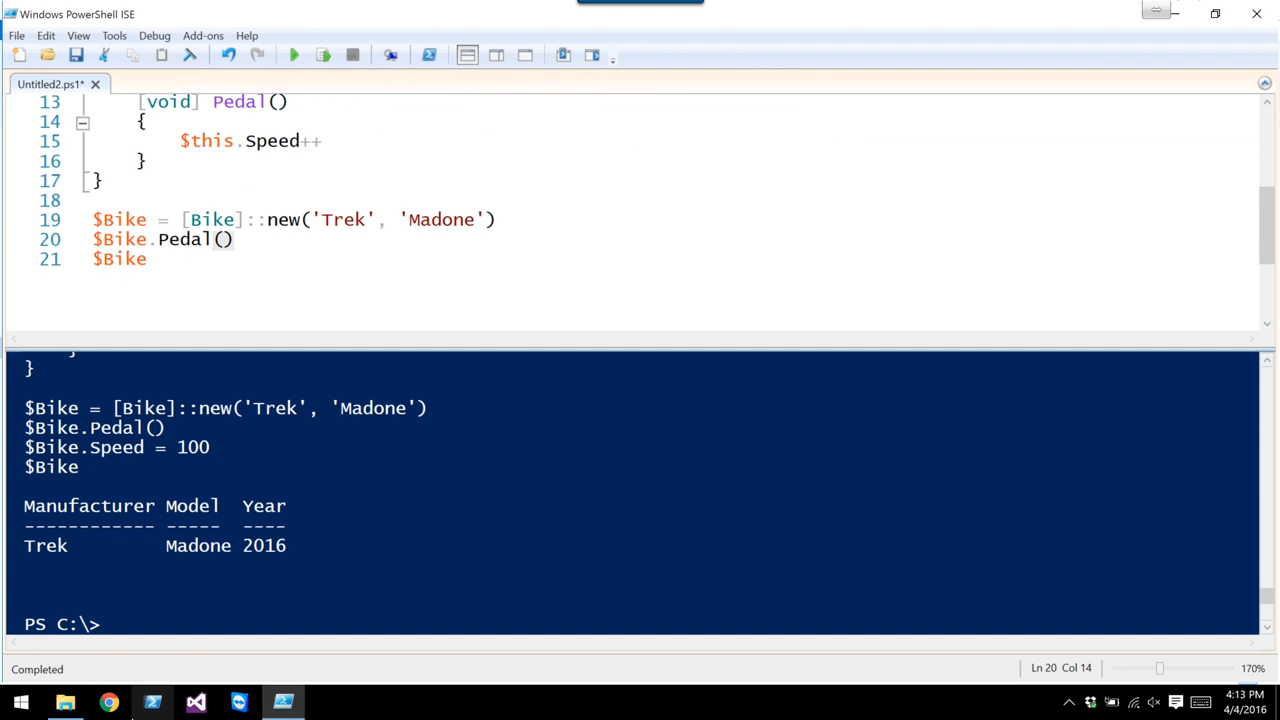 Windows PowerShell ISE
File Edit View Tools Debug Add-ons Help
Untitled2.ps1*
13 [void] Pedal()
14 {
15 $this.Speed++
16 }
17 }
18
19 $Bike = [Bike]::new('Trek', 'Madone')
20 $Bike.Pedal()
21 $Bike
}
}
$Bike = [Bike]::new('Trek', 'Madone')
$Bike.Pedal()
$Bike.Speed = 100
$Bike
Manufacturer Model Year
------------ ----- ----
Trek Madone 2016
PS C:\>
Completed
Ln 20 Col 14
170%
4:13 PM
4/4/2016